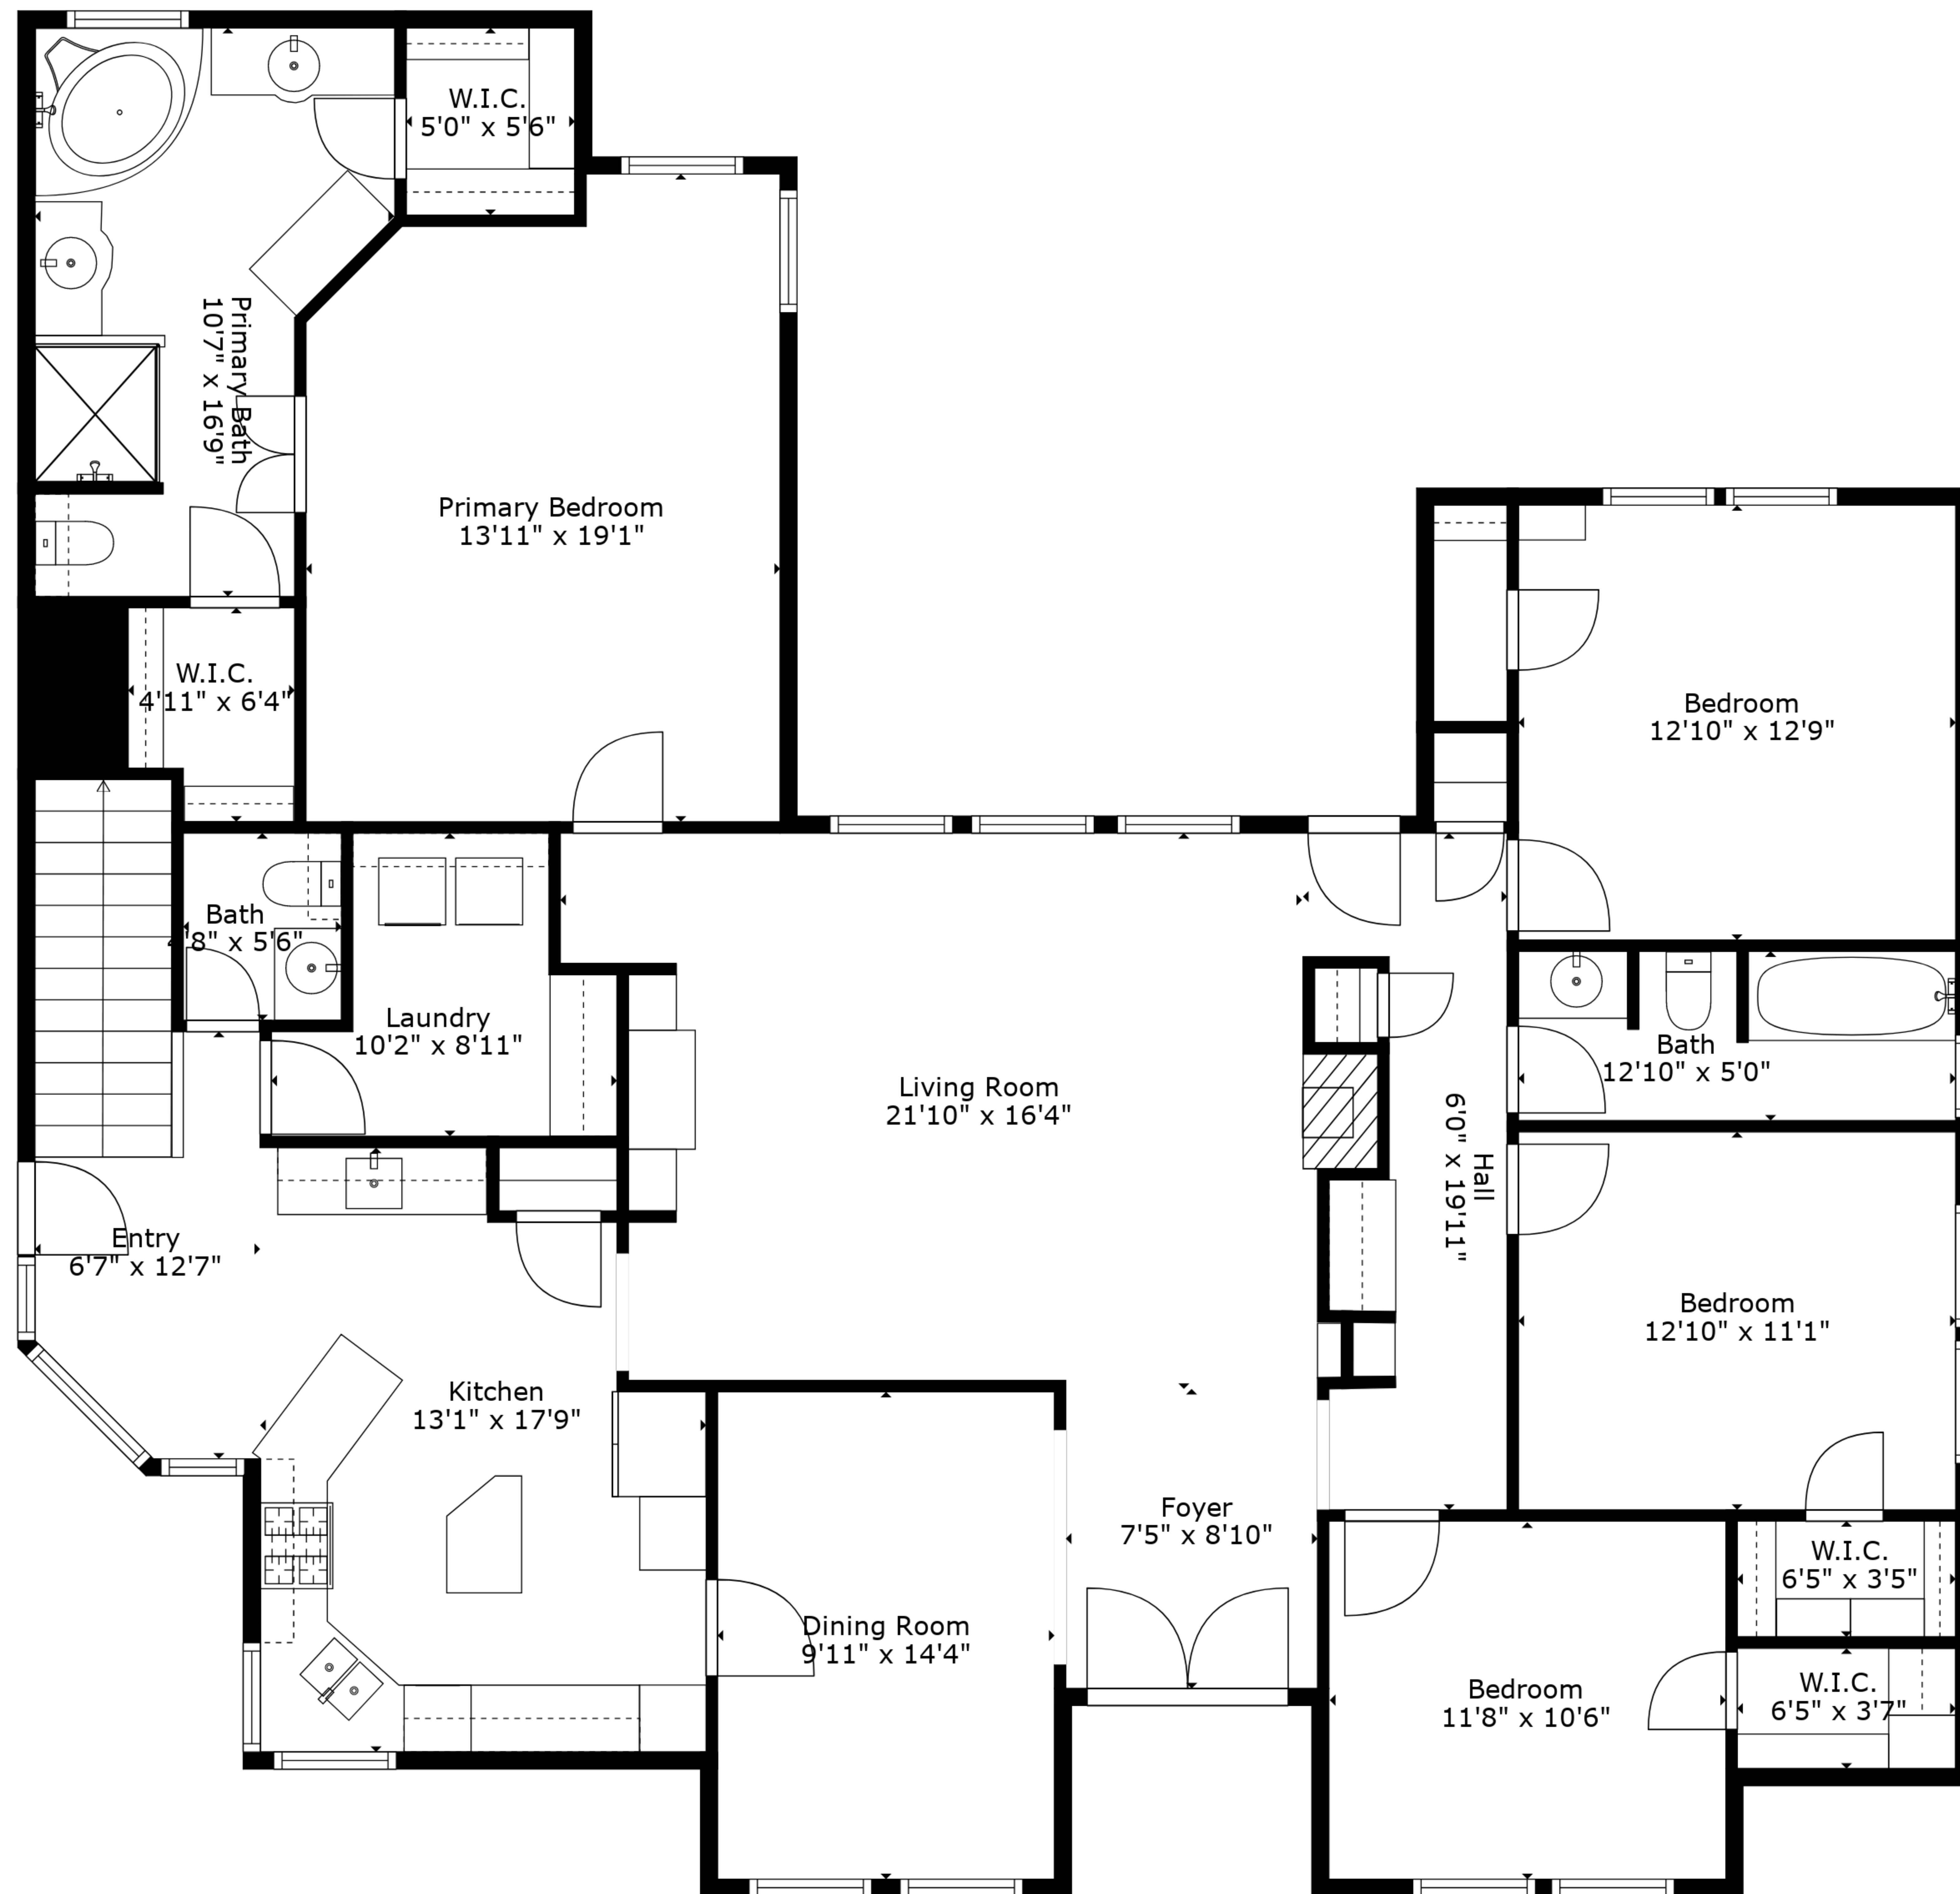 W.I.C.
5'0" x 5'6"
Primary Bath
10'7" x 16'9"
Primary Bedroom
13'11" x 19'1"
W.I.C.
4'11" x 6'4"
Bedroom
12'10" x 12'9"
Bath
4'8" x 5'6"
Laundry
10'2" x 8'11"
Living Room
21'10" x 16'4"
Bath
12'10" x 5'0"
Hall
6'0" x 19'11"
Entry
6'7" x 12'7"
Bedroom
12'10" x 11'1"
Kitchen
13'1" x 17'9"
Foyer
7'5" x 8'10"
W.I.C.
6'5" x 3'5"
Dining Room
9'11" x 14'4"
Bedroom
11'8" x 10'6"
W.I.C.
6'5" x 3'7"